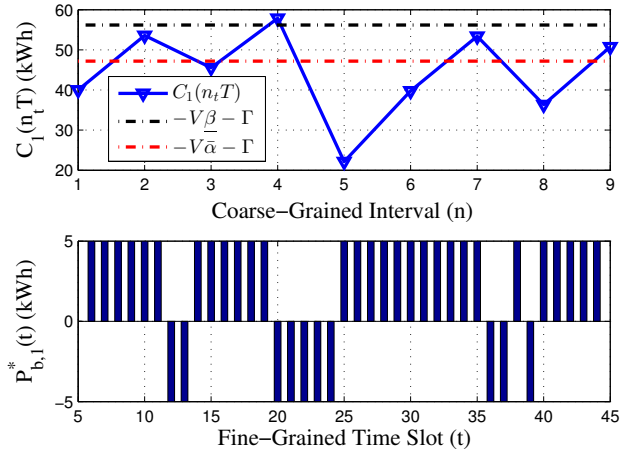 60
50
40
30
20
C₁(nₜT) (kWh)
C₁(nₜT)
−Vβ − Γ
−Vᾱ − Γ
1 2 3 4 5 6 7 8 9
Coarse−Grained Interval (n)
5
0
−5
P*b,1(t) (kWh)
5 10 15 20 25 30 35 40 45
Fine−Grained Time Slot (t)